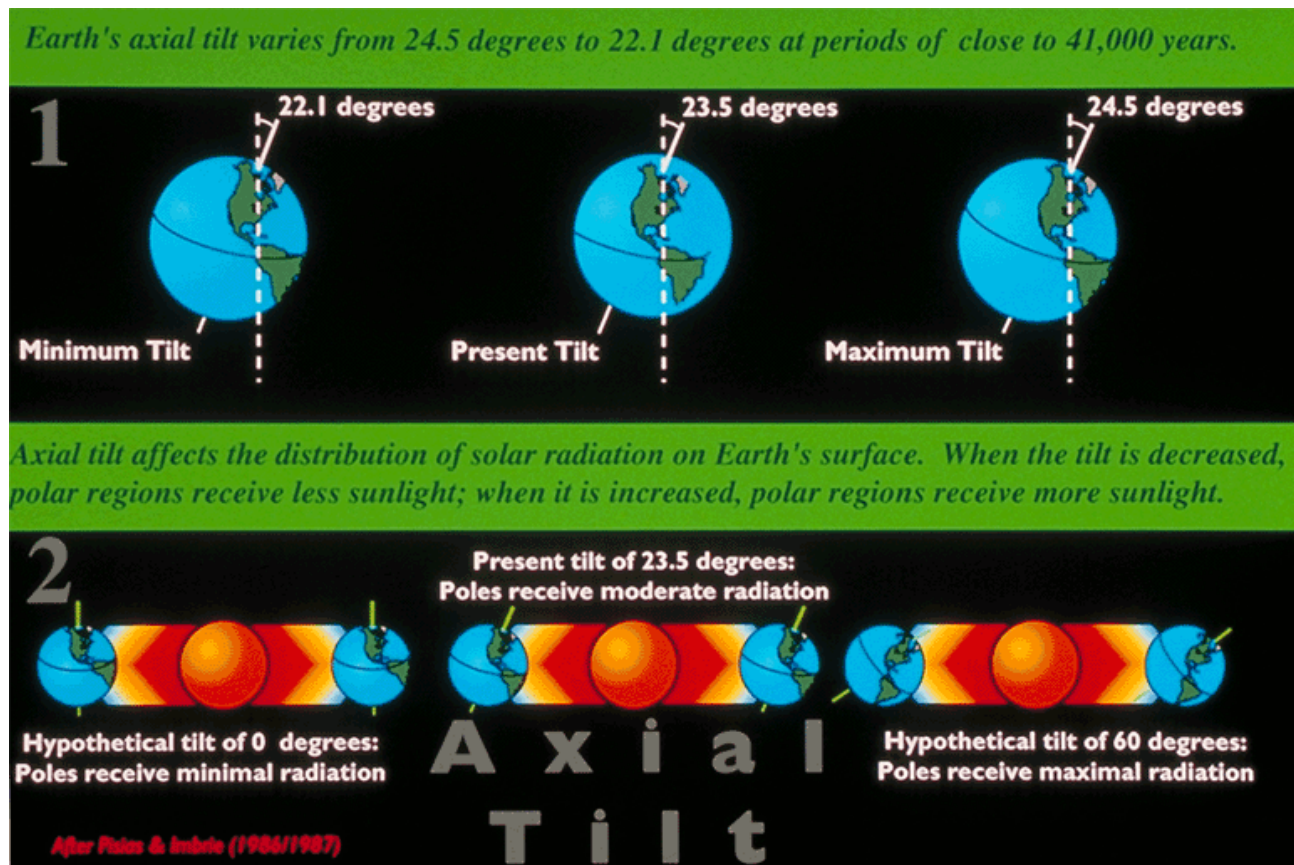 Earth's axial tilt varies from 24.5 degrees to 22.1 degrees at periods of close to 41,000 years.
1
22.1 degrees
23.5 degrees
24.5 degrees
Minimum Tilt
Present Tilt
Maximum Tilt
Axial tilt affects the distribution of solar radiation on Earth's surface. When the tilt is decreased,
polar regions receive less sunlight; when it is increased, polar regions receive more sunlight.
2
Present tilt of 23.5 degrees:
Poles receive moderate radiation
Hypothetical tilt of 0 degrees:
Poles receive minimal radiation
Hypothetical tilt of 60 degrees:
Poles receive maximal radiation
Axial
Tilt
After Pisias & Imbrie (1986/1987)